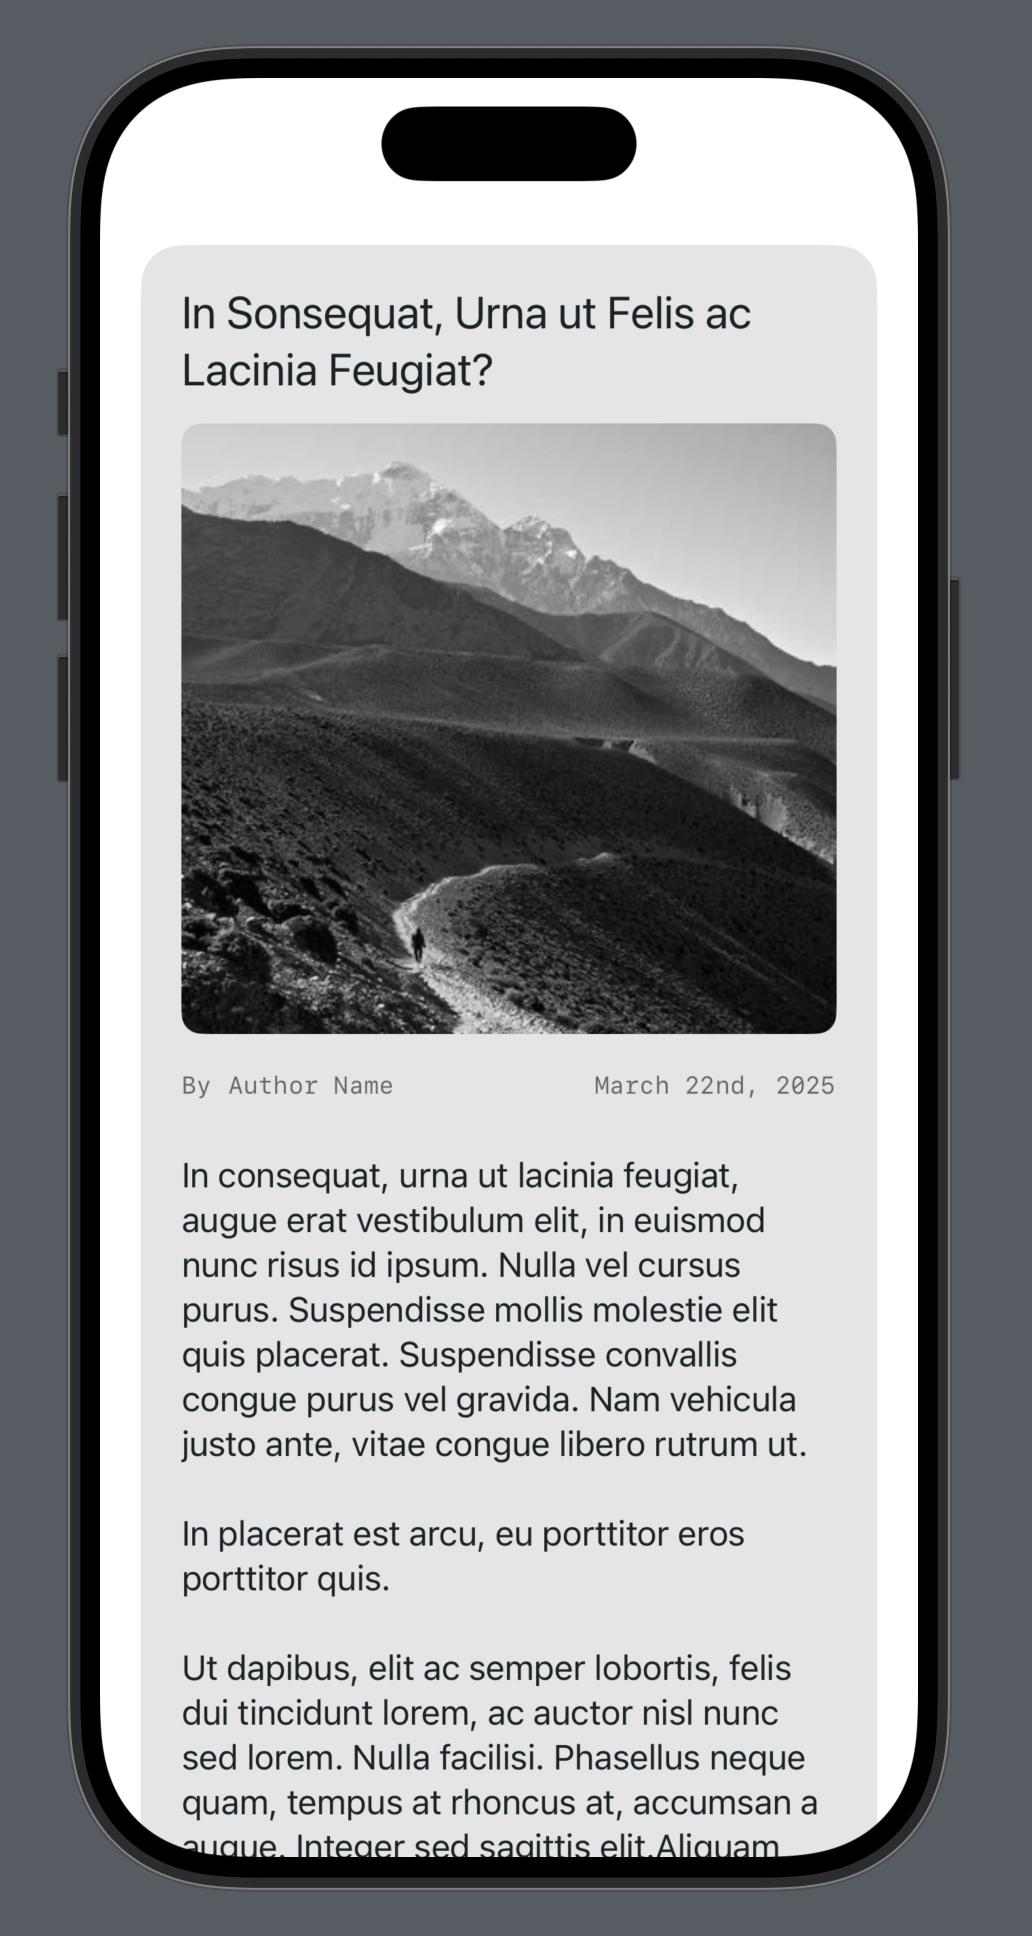 In Sonsequat, Urna ut Felis ac
Lacinia Feugiat?
By Author Name
March 22nd, 2025
In consequat, urna ut lacinia feugiat,
augue erat vestibulum elit, in euismod
nunc risus id ipsum. Nulla vel cursus
purus. Suspendisse mollis molestie elit
quis placerat. Suspendisse convallis
congue purus vel gravida. Nam vehicula
justo ante, vitae congue libero rutrum ut.
In placerat est arcu, eu porttitor eros
porttitor quis.
Ut dapibus, elit ac semper lobortis, felis
dui tincidunt lorem, ac auctor nisl nunc
sed lorem. Nulla facilisi. Phasellus neque
quam, tempus at rhoncus at, accumsan a
augue. Integer sed sagittis elit.Aliquam